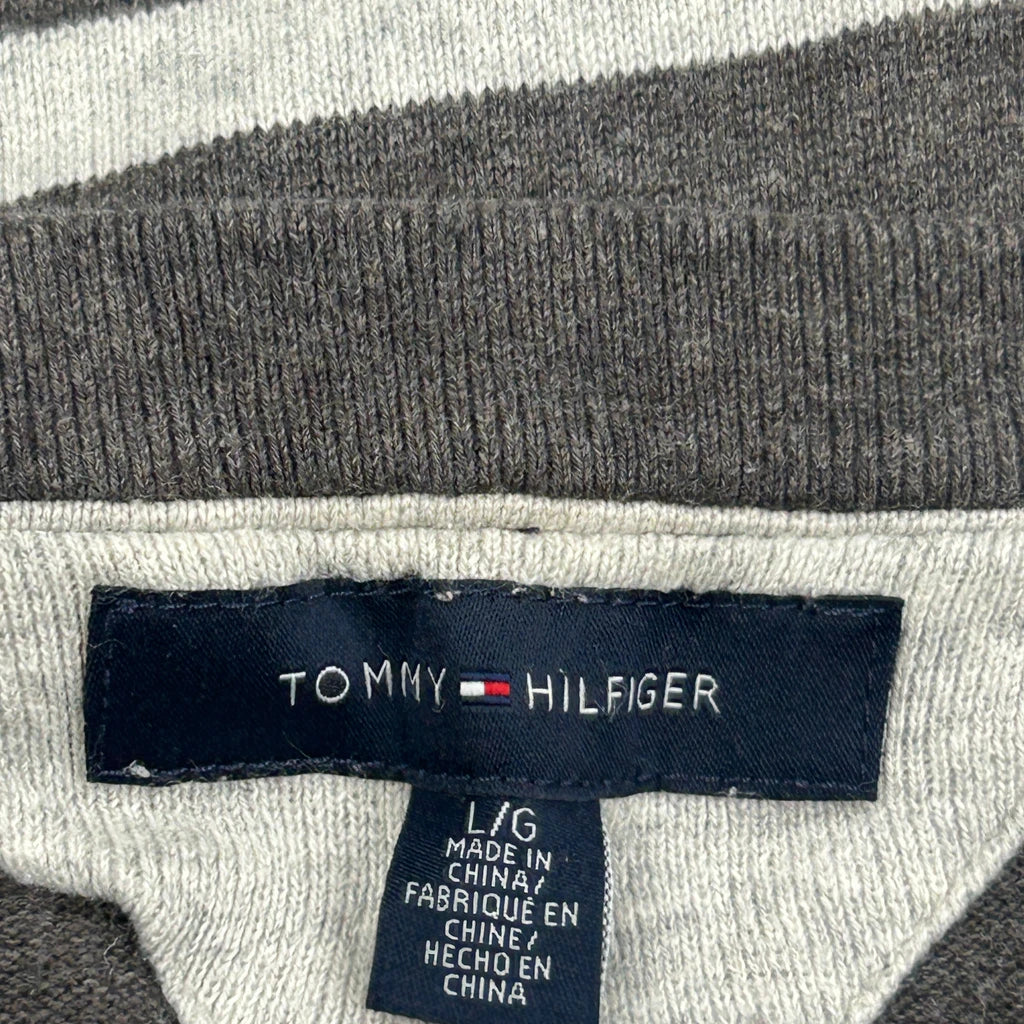 TOMMY HILFIGER
L/G
MADE IN
CHINA/
FABRIQUÉ EN
CHINE/
HECHO EN
CHINA